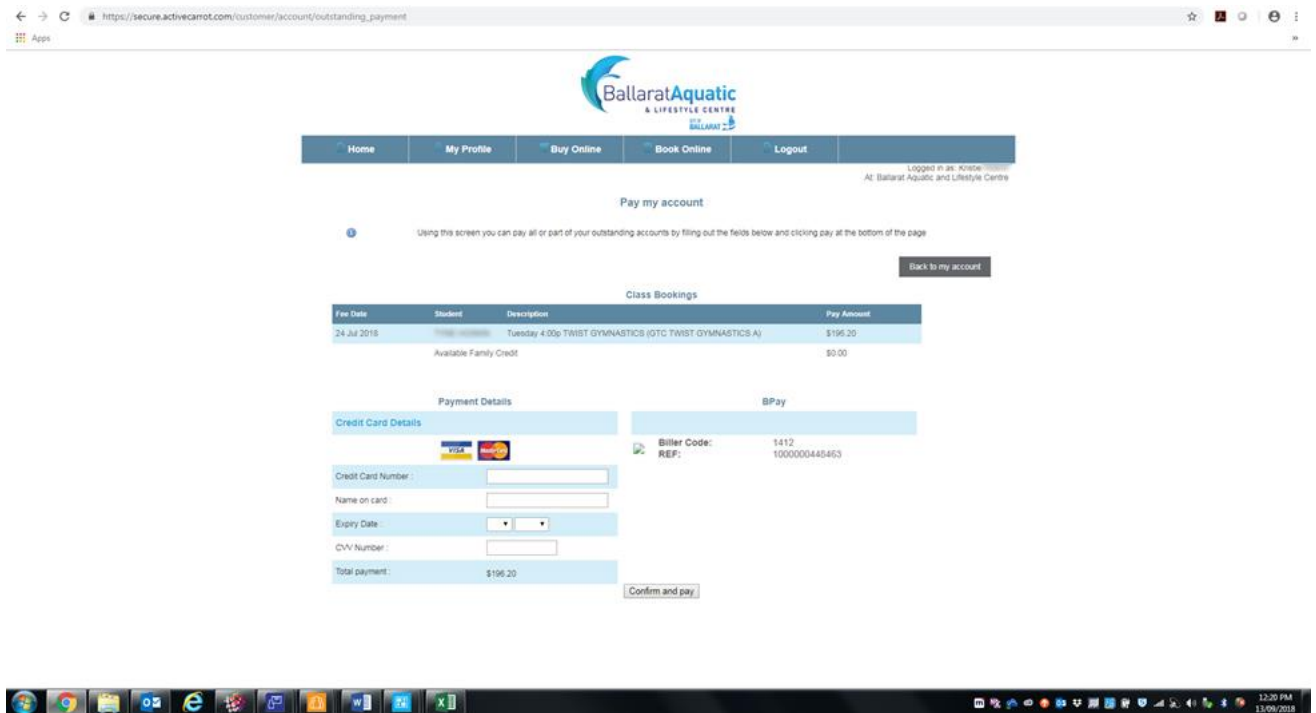 https://secure.activecarrot.com/customer/account/outstanding_payment
Apps
BallaratAquatic
& LIFESTYLE CENTRE
CITY OF
BALLARAT
Home My Profile Buy Online Book Online Logout
Logged in as: Kristie
At: Ballarat Aquatic and Lifestyle Centre
Pay my account
Using this screen you can pay all or part of your outstanding accounts by filling out the fields below and clicking pay at the bottom of the page
Back to my account
Class Bookings
Fee Date Student Description Pay Amount
24 Jul 2018 Tuesday 4:00p TWIST GYMNASTICS (GTC TWIST GYMNASTICS A) $196.20
Available Family Credit $0.00
Payment Details BPay
Credit Card Details
VISA MasterCard
Biller Code: 1412
REF: 1000000448463
Credit Card Number :
Name on card :
Expiry Date :
CVV Number :
Total payment : $196.20
Confirm and pay
12:20 PM
13/09/2018